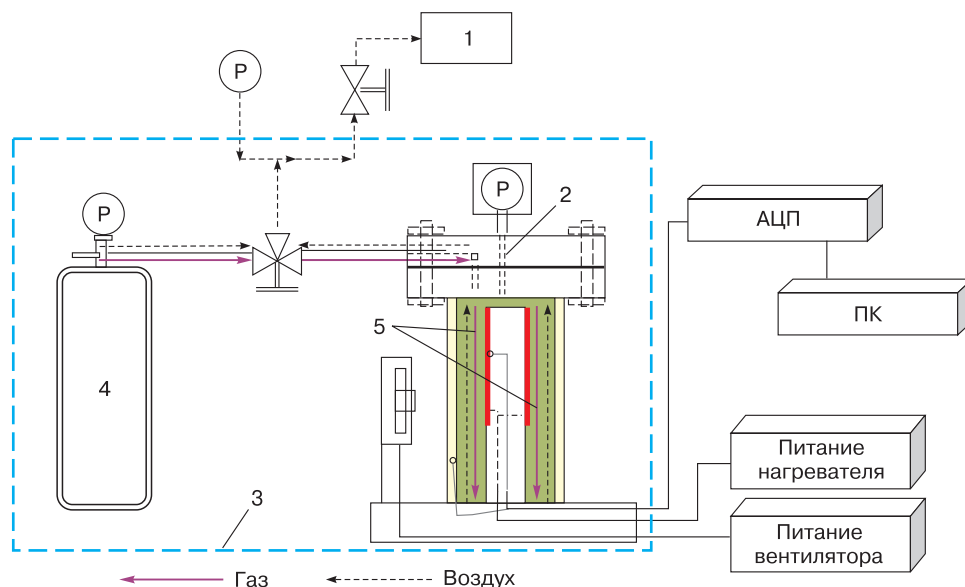 1
P
P
P
2
АЦП
ПК
5
4
Питание
нагревателя
Питание
вентилятора
3
Газ
Воздух